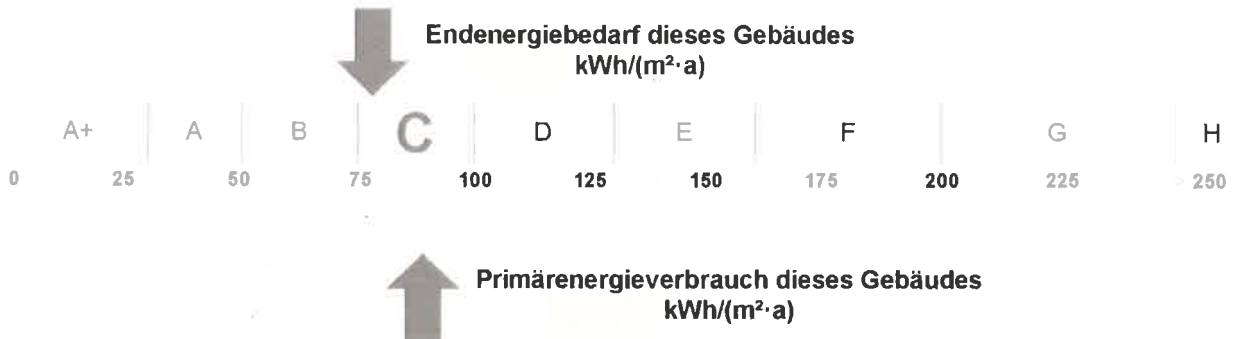 Endenergiebedarf dieses Gebäudes
kWh/(m²·a)
A+ A B C D E F G H
0 25 50 75 100 125 150 175 200 225 > 250
Primärenergieverbrauch dieses Gebäudes
kWh/(m²·a)